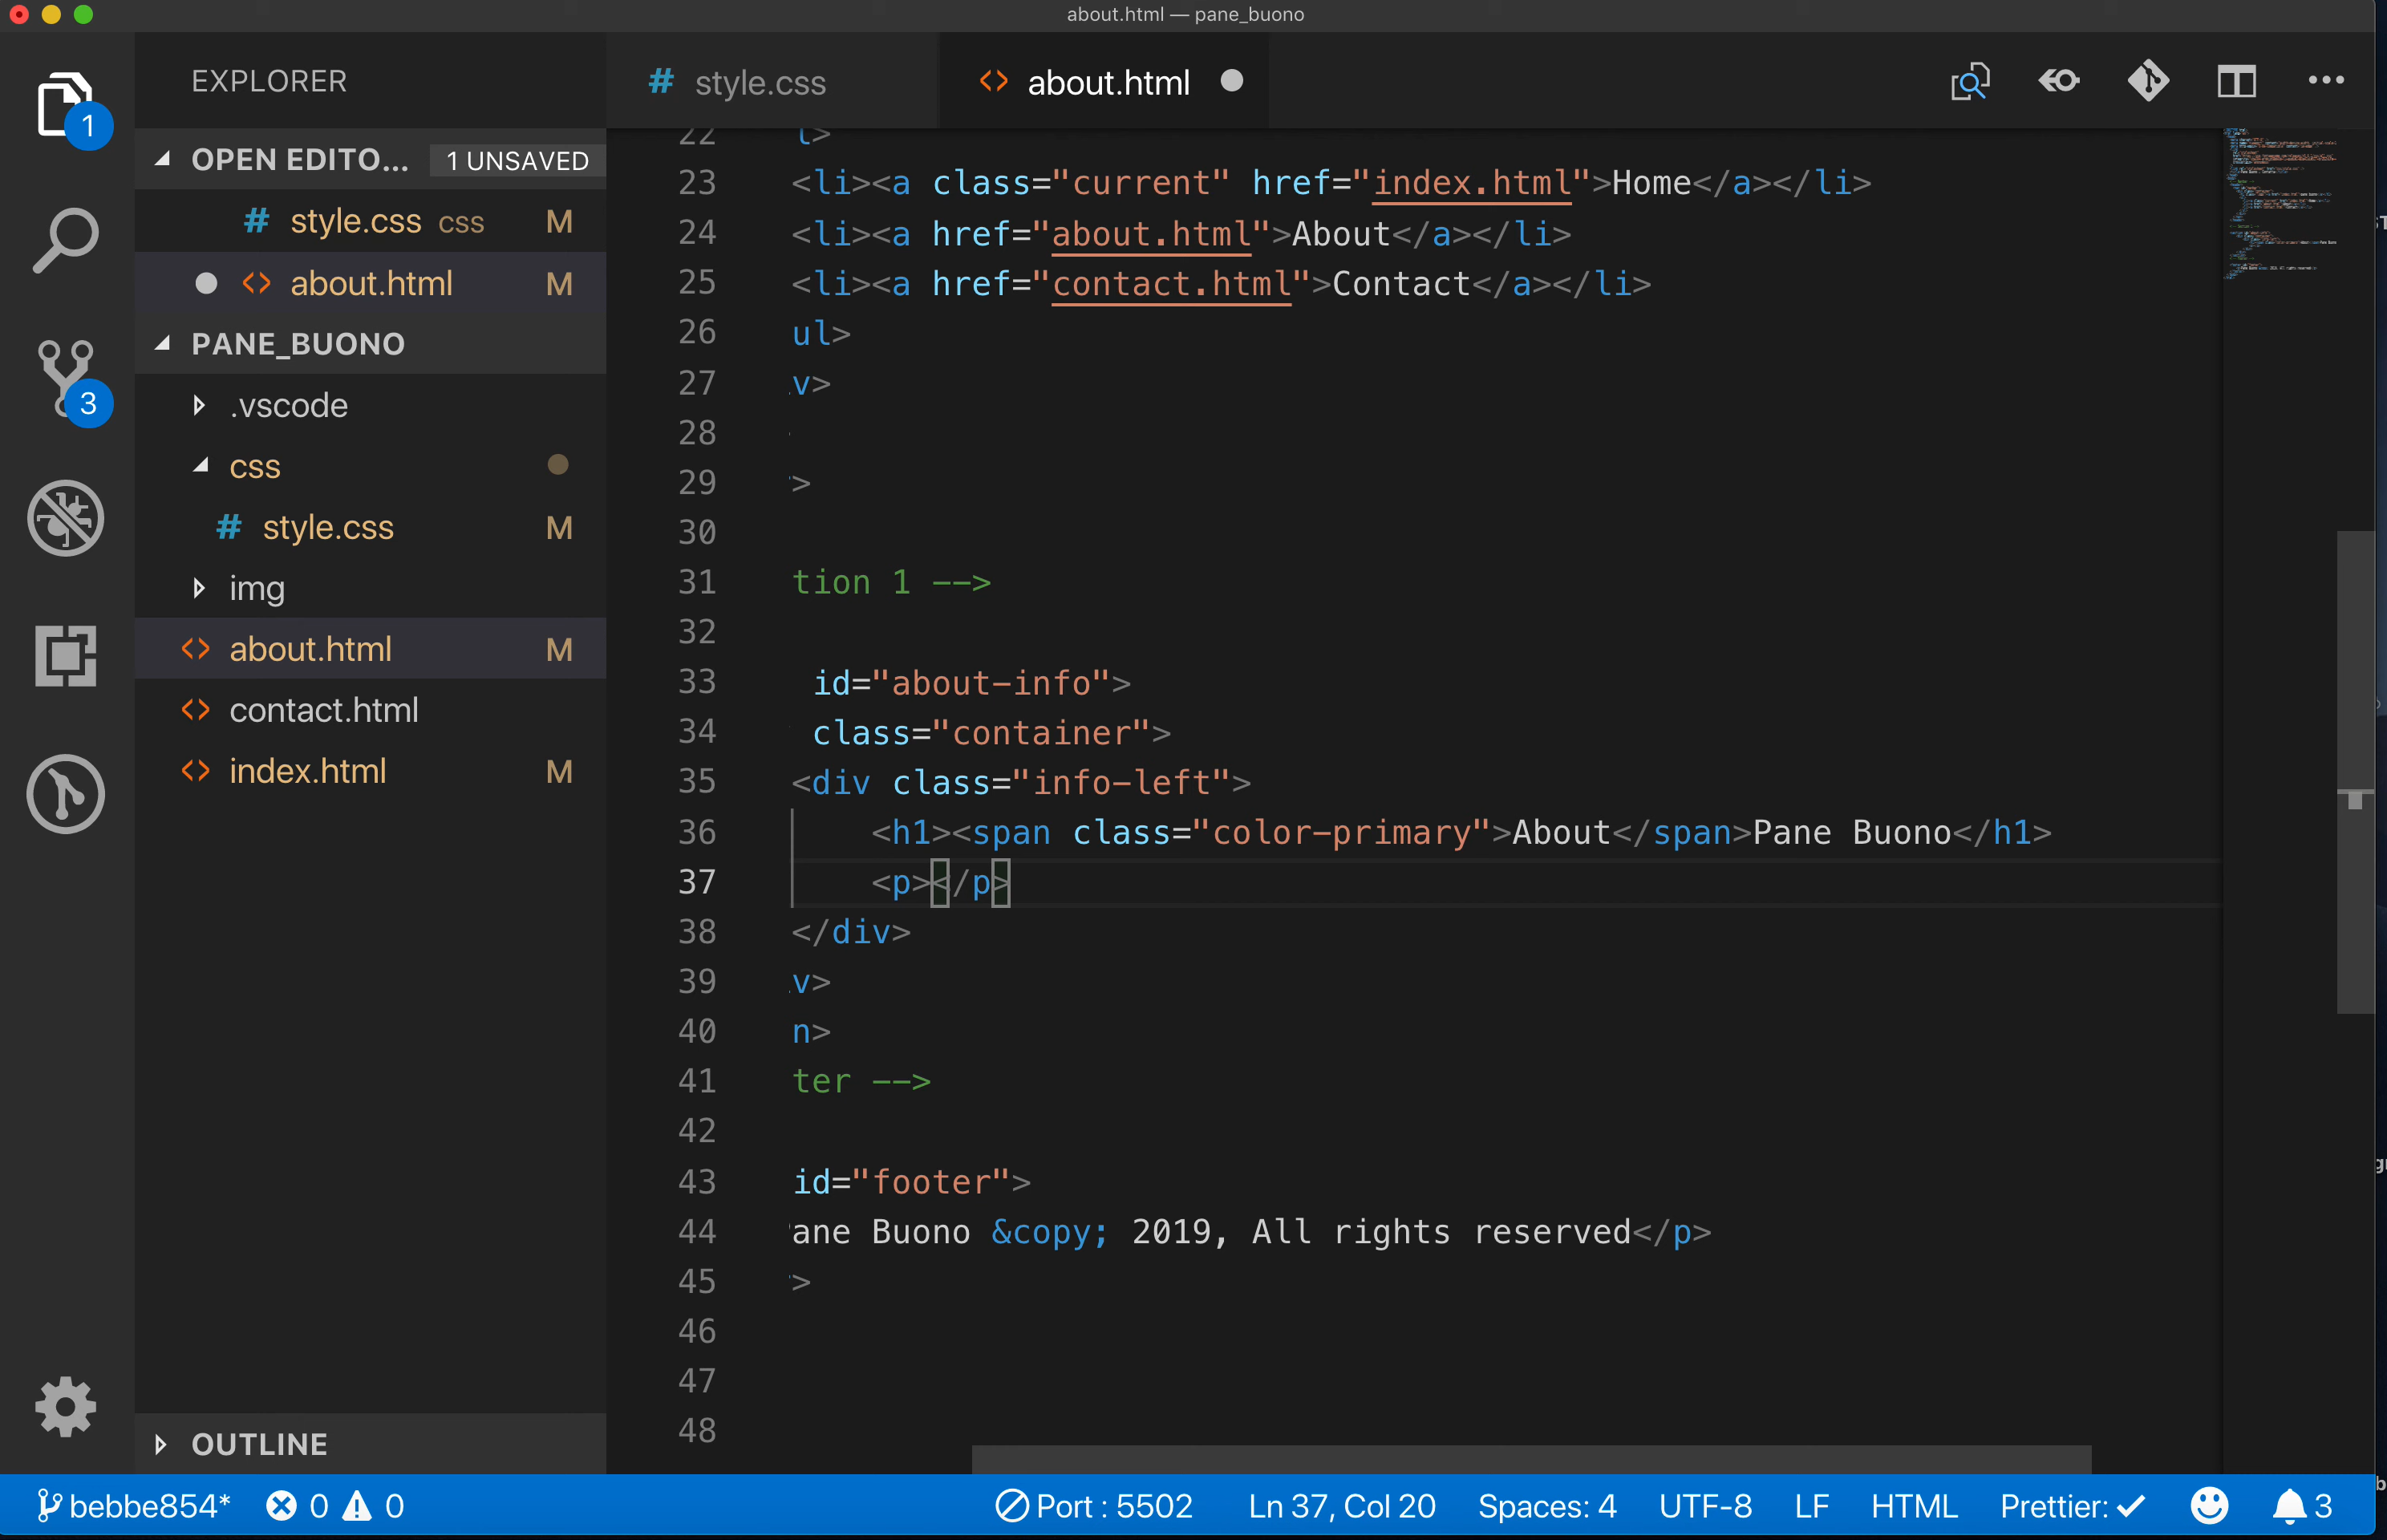 about.html — pane_buono
EXPLORER
style.css
about.html
OPEN EDITO... 1 UNSAVED
style.css css M
about.html M
PANE_BUONO
.vscode
css
style.css M
img
about.html M
contact.html
index.html M
OUTLINE
1
3
22 t>
23 <li><a class="current" href="index.html">Home</a></li>
24 <li><a href="about.html">About</a></li>
25 <li><a href="contact.html">Contact</a></li>
26 ul>
27 v>
28
29 >
30
31 tion 1 -->
32
33 id="about-info">
34 class="container">
35 <div class="info-left">
36 <h1><span class="color-primary">About</span>Pane Buono</h1>
37 <p></p>
38 </div>
39 v>
40 n>
41 ter -->
42
43 id="footer">
44 ane Buono &copy; 2019, All rights reserved</p>
45 >
46
47
48
bebbe854* 0 0 Port : 5502 Ln 37, Col 20 Spaces: 4 UTF-8 LF HTML Prettier: ✓ 3